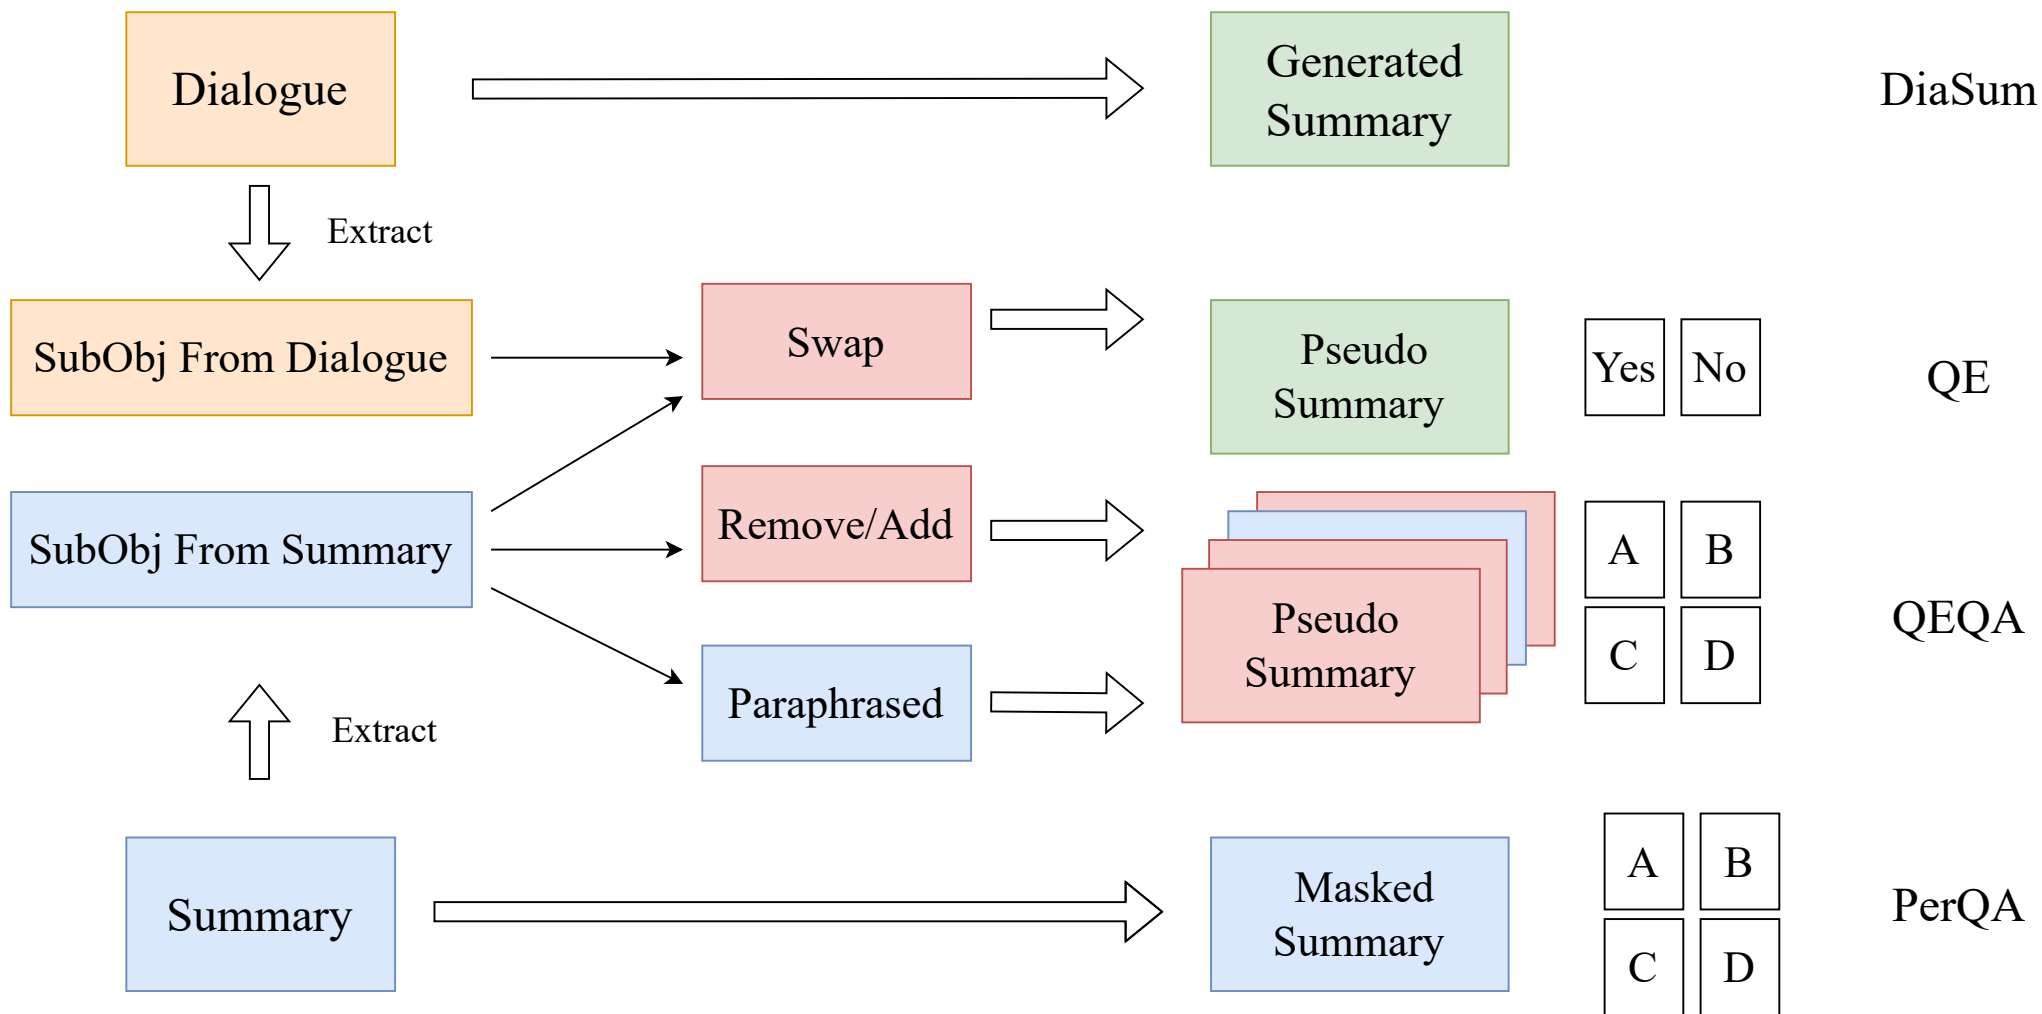 Dialogue
Generated
Summary
DiaSum
Extract
SubObj From Dialogue
Swap
Pseudo
Summary
Yes
No
QE
SubObj From Summary
Remove/Add
Paraphrased
Pseudo
Summary
A
B
C
D
QEQA
Extract
Summary
Masked
Summary
A
B
C
D
PerQA